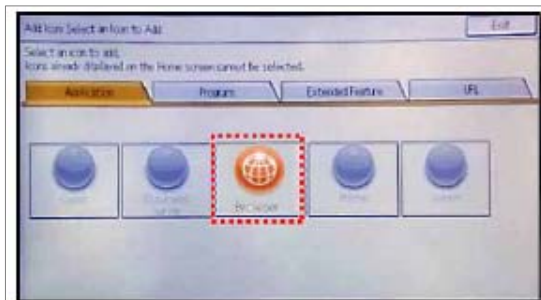 Add Icon: Select an Icon to Add
Exit
Select an icon to add.
Icons already displayed on the Home screen cannot be selected.
Application
Program
Extended Feature
URL
Browser